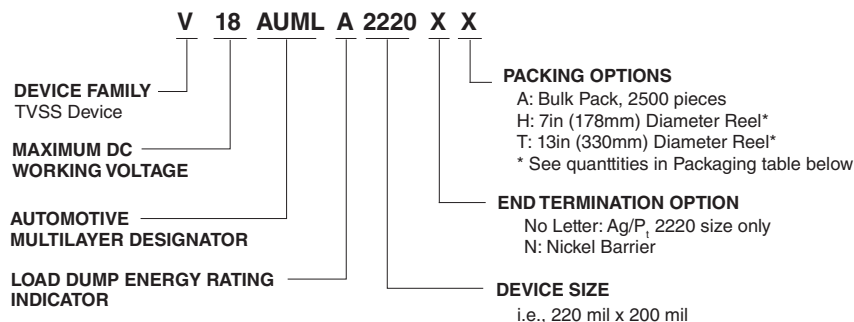 V 18 AUML A 2220 X X
DEVICE FAMILY
TVSS Device
MAXIMUM DC
WORKING VOLTAGE
AUTOMOTIVE
MULTILAYER DESIGNATOR
LOAD DUMP ENERGY RATING
INDICATOR
PACKING OPTIONS
A: Bulk Pack, 2500 pieces
H: 7in (178mm) Diameter Reel*
T: 13in (330mm) Diameter Reel*
* See quanttities in Packaging table below
END TERMINATION OPTION
No Letter: Ag/Pt 2220 size only
N: Nickel Barrier
DEVICE SIZE
i.e., 220 mil x 200 mil